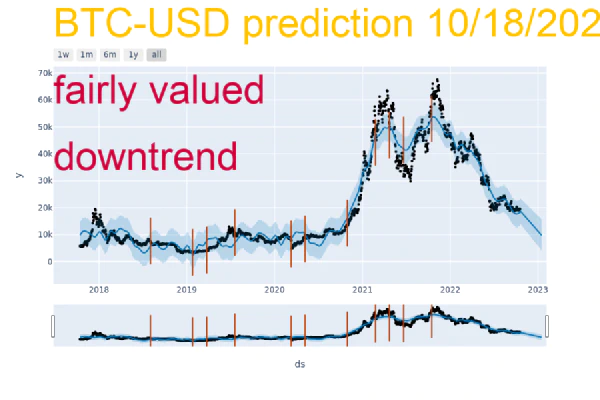 BTC-USD prediction 10/18/202
1w 1m 6m 1y all
fairly valued
downtrend
70k
60k
50k
40k
30k
20k
10k
0
y
2018 2019 2020 2021 2022 2023
ds